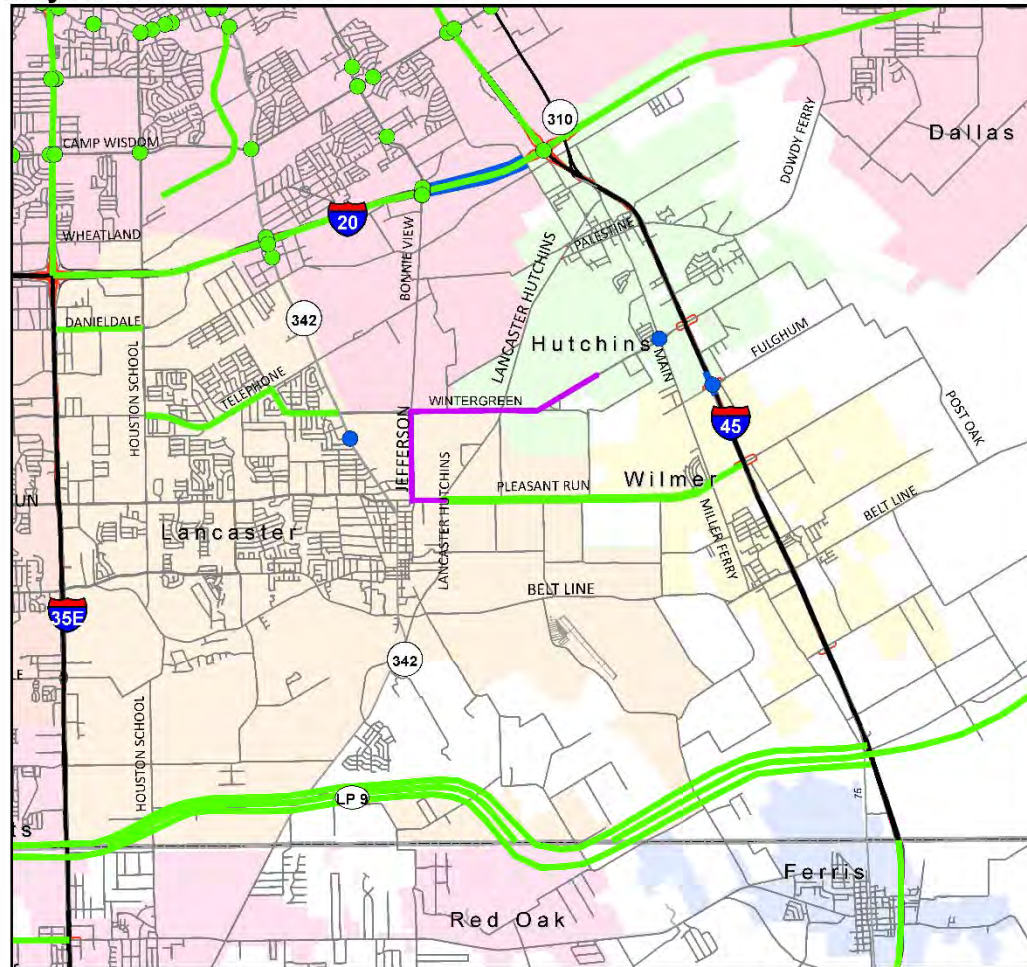 310
Dallas
CAMP WISDOM
DOWDY FERRY
20
WHEATLAND
PALESTINE
BONNIE VIEW
LANCASTER HUTCHINS
DANIELDALE
342
Hutchins
MAIN
FULGHUM
HOUSTON SCHOOL
TELEPHONE
WINTERGREEN
45
POST OAK
JEFFERSON
UN
PLEASANT RUN
Wilmer
BELT LINE
Lancaster
LANCASTER HUTCHINS
MILLER FERRY
BELT LINE
35E
342
HOUSTON SCHOOL
LP 9
75
ts
Ferris
Red Oak